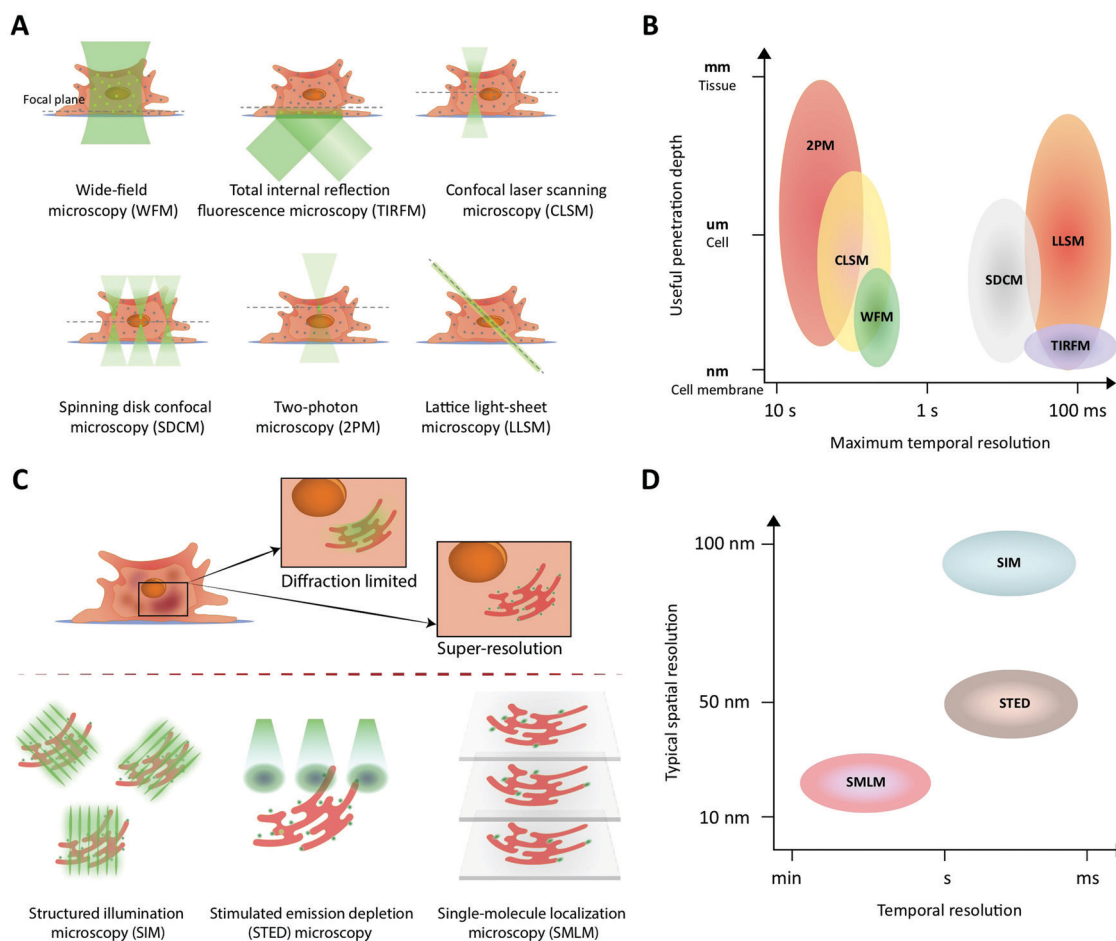 A
Focal plane
Wide-field
microscopy (WFM)
Total internal reflection
fluorescence microscopy (TIRFM)
Confocal laser scanning
microscopy (CLSM)
Spinning disk confocal
microscopy (SDCM)
Two-photon
microscopy (2PM)
Lattice light-sheet
microscopy (LLSM)
B
Useful penetration depth
mm
Tissue
um
Cell
nm
Cell membrane
2PM
CLSM
WFM
SDCM
LLSM
TIRFM
10 s
1 s
100 ms
Maximum temporal resolution
C
Diffraction limited
Super-resolution
Structured illumination
microscopy (SIM)
Stimulated emission depletion
(STED) microscopy
Single-molecule localization
microscopy (SMLM)
D
Typical spatial resolution
100 nm
50 nm
10 nm
SIM
STED
SMLM
min
s
ms
Temporal resolution